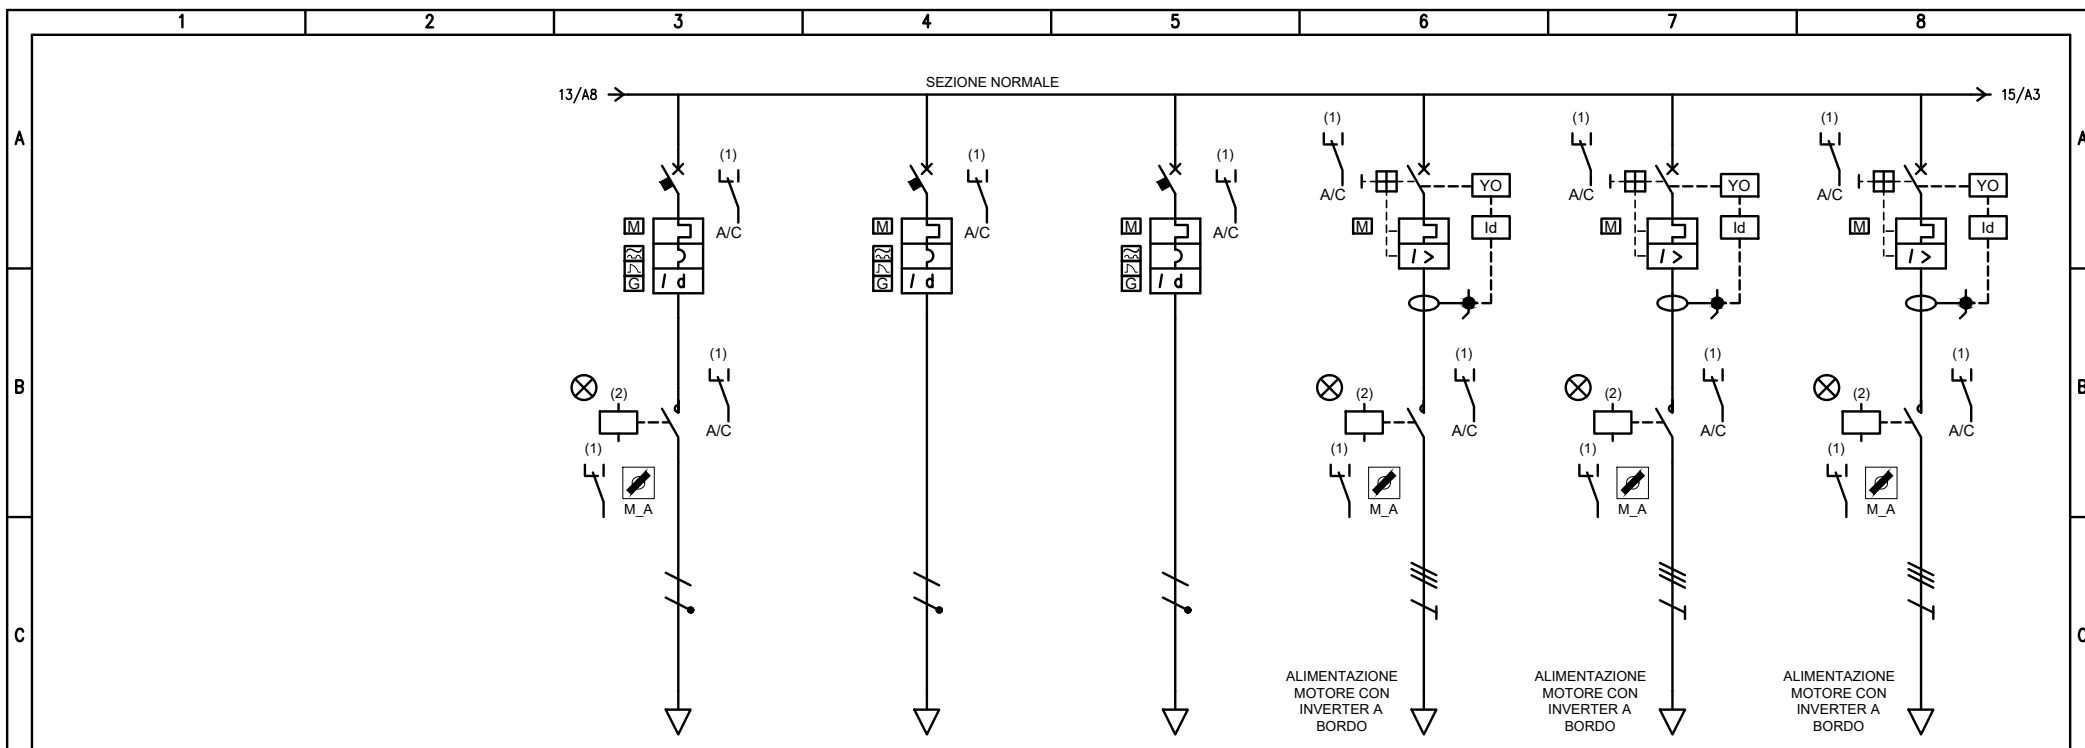 1 2 3 4 5 6 7 8
SEZIONE NORMALE
13/A8 15/A3
A A
(1) (1) (1)
(1) (1) (1)
A/C YO A/C YO A/C YO
M A/C M A/C M A/C M Id M Id M Id
I > I > I >
G I d G I d G I d
(1) (1) (1) (1)
B (2) (2) (2) (2) B
A/C A/C A/C A/C
(1) (1) (1) (1)
M_A M_A M_A M_A
C C
ALIMENTAZIONE
MOTORE CON
INVERTER A
BORDO
ALIMENTAZIONE
MOTORE CON
INVERTER A
BORDO
ALIMENTAZIONE
MOTORE CON
INVERTER A
BORDO